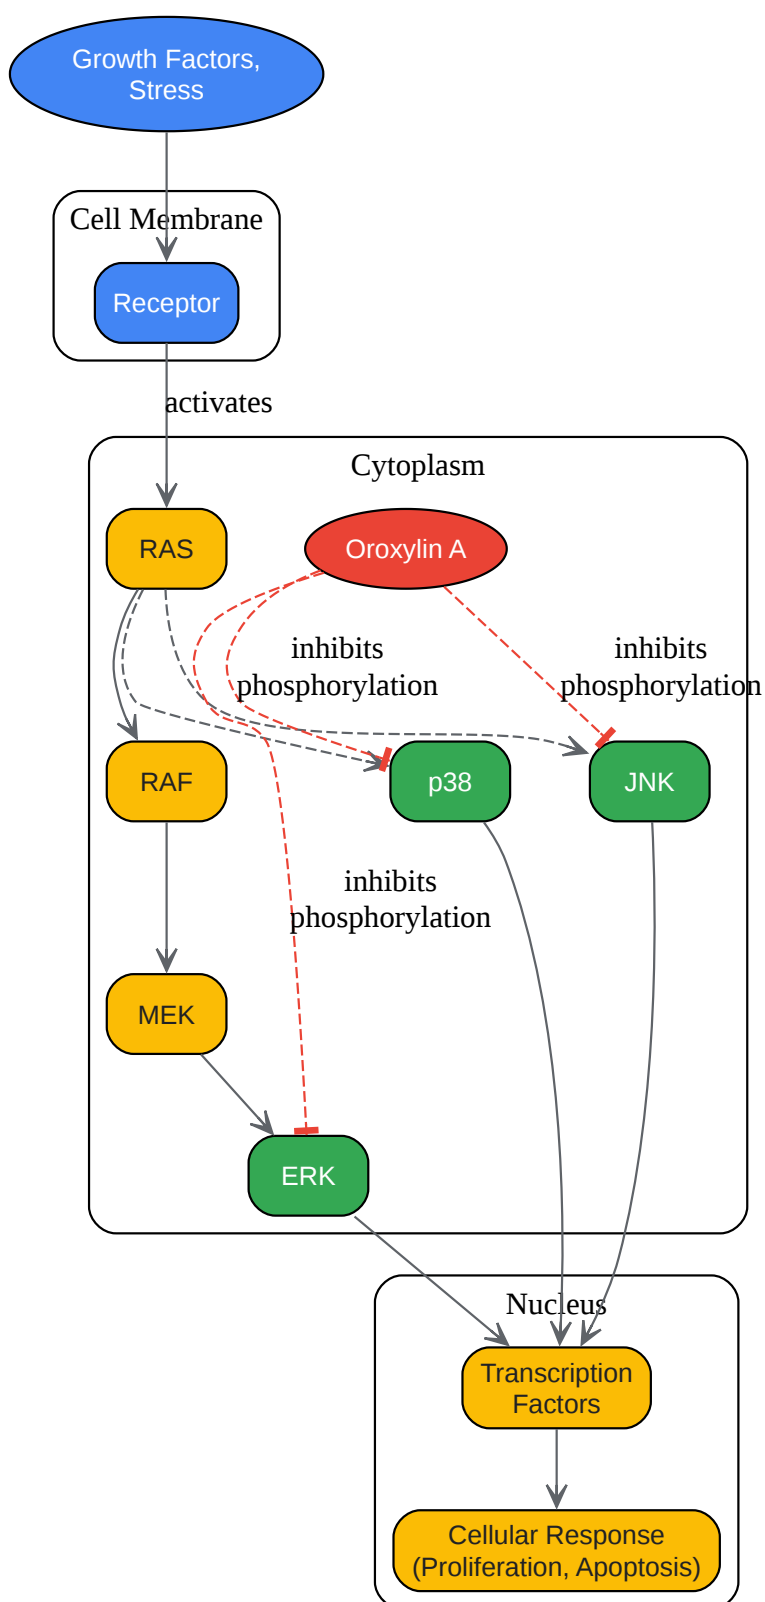 Growth Factors,
Stress
Cell Membrane
Receptor
activates
Cytoplasm
RAS
Oroxylin A
inhibits
phosphorylation
inhibits
phosphorylation
RAF
p38
JNK
inhibits
phosphorylation
MEK
ERK
Nucleus
Transcription
Factors
Cellular Response
(Proliferation, Apoptosis)